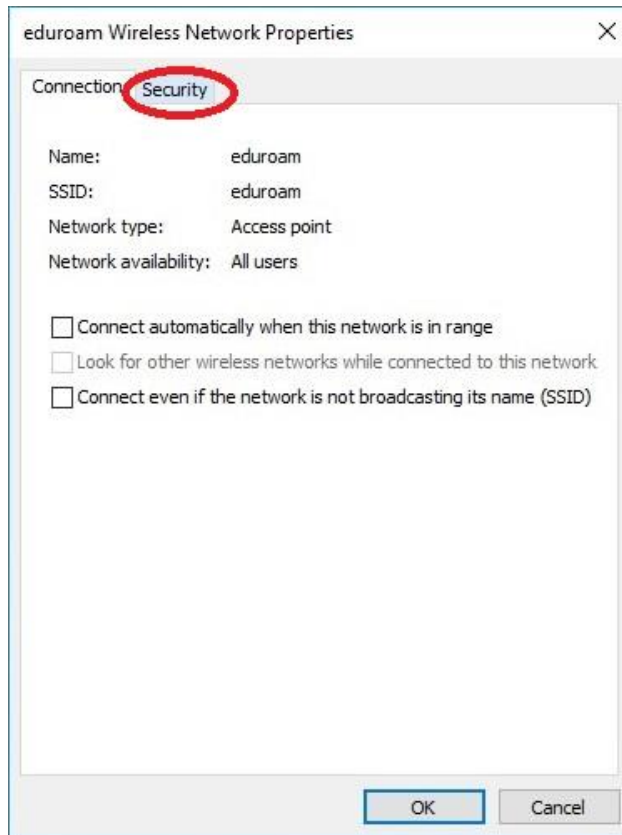 eduroam Wireless Network Properties
Connection Security
Name: eduroam
SSID: eduroam
Network type: Access point
Network availability: All users
Connect automatically when this network is in range
Look for other wireless networks while connected to this network
Connect even if the network is not broadcasting its name (SSID)
OK Cancel